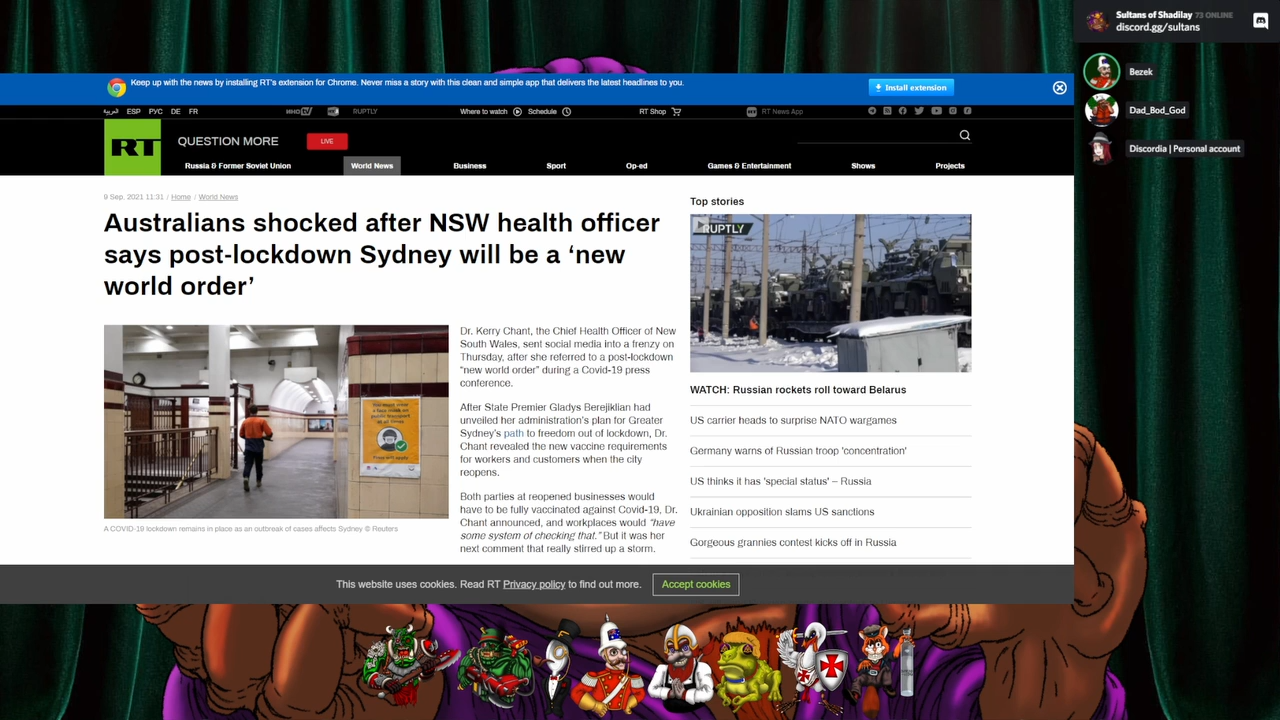 Sultans of Shadilay 73 ONLINE
discord.gg/sultans
Bezek
Dad_Bod_God
Discordia | Personal account
Keep up with the news by installing RT's extension for Chrome. Never miss a story with this clean and simple app that delivers the latest headlines to you.
Install extension
العربية ESP РУС DE FR
ИНО TV
RUPTLY
Where to watch
Schedule
RT Shop
RT News App
RT
QUESTION MORE
LIVE
Russia & Former Soviet Union
World News
Business
Sport
Op-ed
Games & Entertainment
Shows
Projects
9 Sep, 2021 11:31 / Home / World News
Australians shocked after NSW health officer
says post-lockdown Sydney will be a ‘new
world order’
A COVID-19 lockdown remains in place as an outbreak of cases affects Sydney © Reuters
Dr. Kerry Chant, the Chief Health Officer of New
South Wales, sent social media into a frenzy on
Thursday, after she referred to a post-lockdown
“new world order” during a Covid-19 press
conference.
After State Premier Gladys Berejiklian had
unveiled her administration's plan for Greater
Sydney's path to freedom out of lockdown, Dr.
Chant revealed the new vaccine requirements
for workers and customers when the city
reopens.
Both parties at reopened businesses would
have to be fully vaccinated against Covid-19, Dr.
Chant announced, and workplaces would “have
some system of checking that.” But it was her
next comment that really stirred up a storm.
Top stories
RUPTLY
WATCH: Russian rockets roll toward Belarus
US carrier heads to surprise NATO wargames
Germany warns of Russian troop 'concentration'
US thinks it has 'special status' – Russia
Ukrainian opposition slams US sanctions
Gorgeous grannies contest kicks off in Russia
This website uses cookies. Read RT Privacy policy to find out more.
Accept cookies